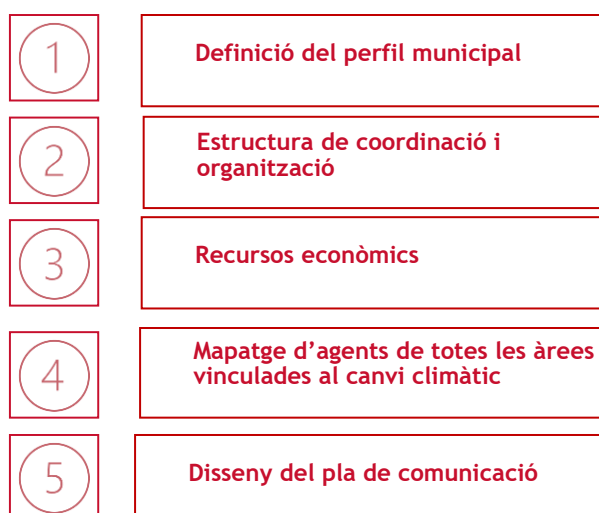 1
Definició del perfil municipal
2
Estructura de coordinació i
organització
3
Recursos econòmics
4
Mapatge d’agents de totes les àrees
vinculades al canvi climàtic
5
Disseny del pla de comunicació